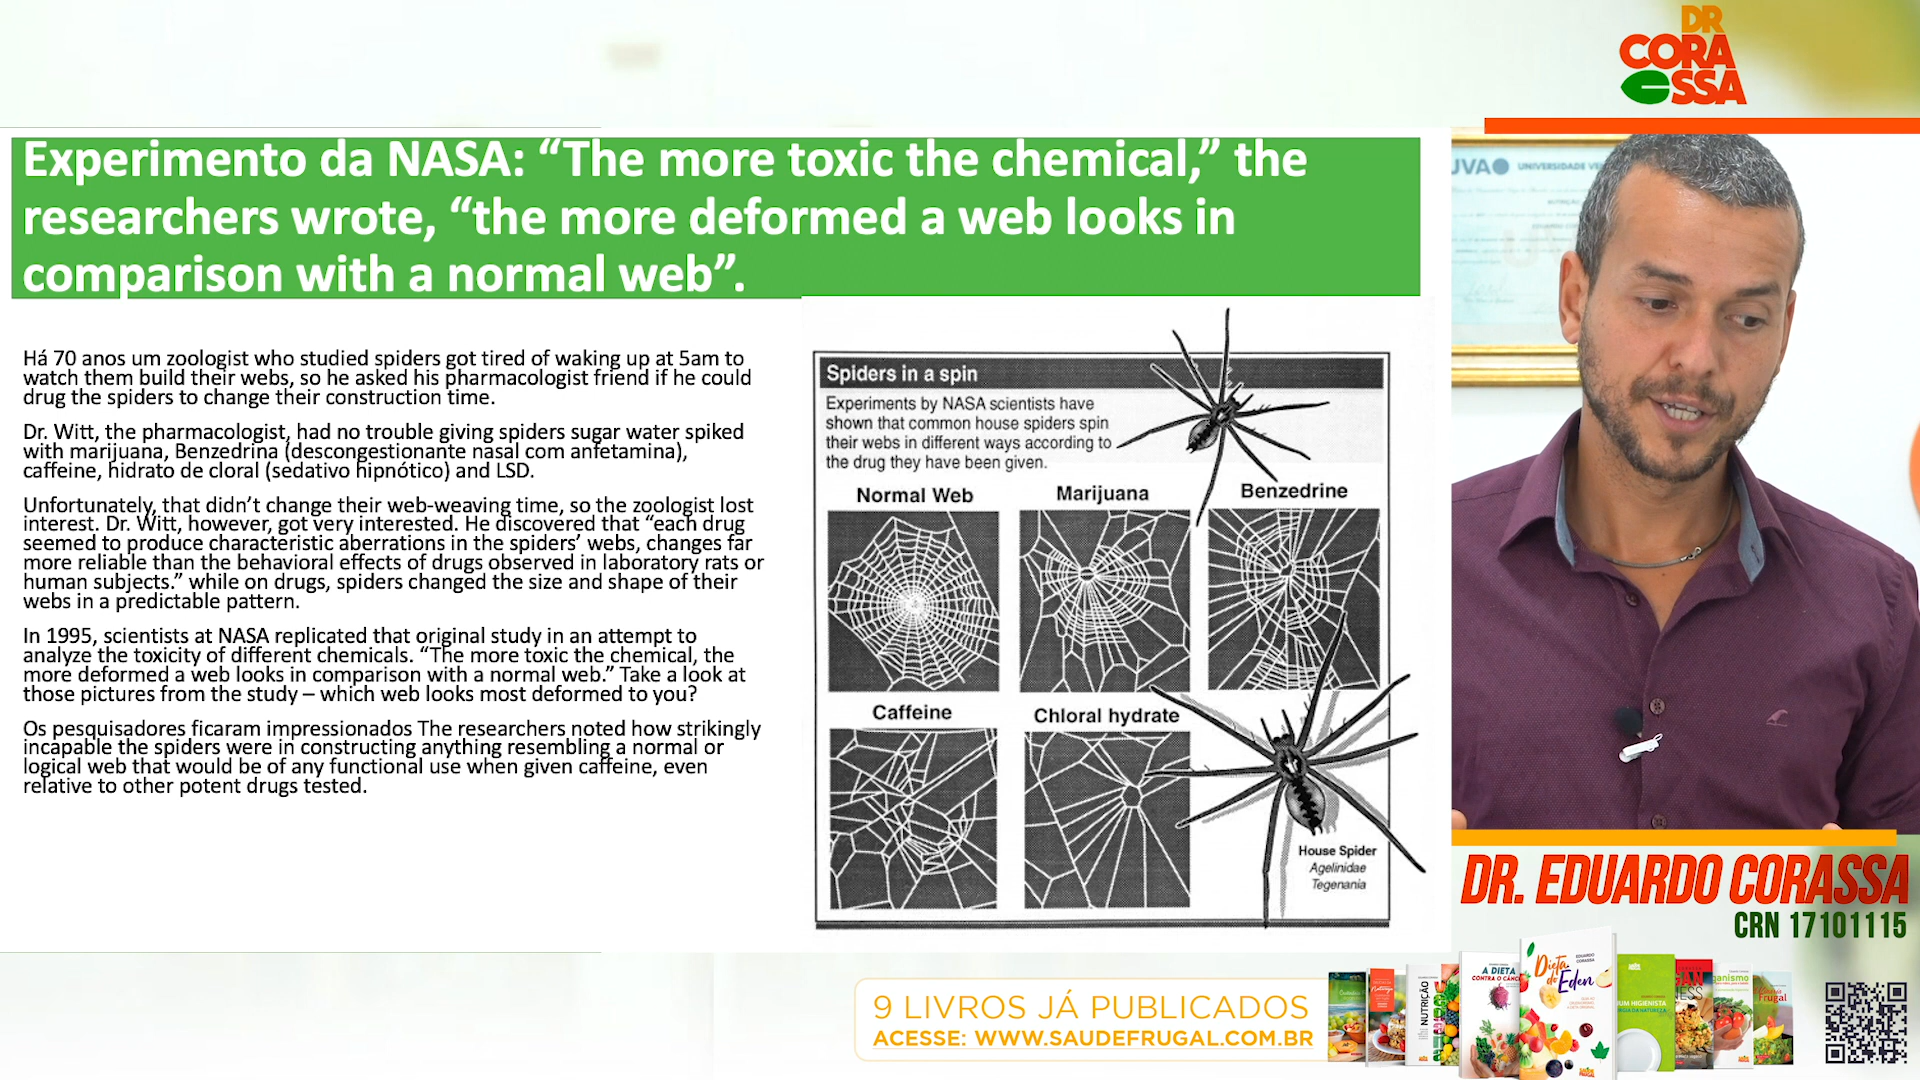 DR
CORA
SSA
Experimento da NASA: “The more toxic the chemical,” the
researchers wrote, “the more deformed a web looks in
comparison with a normal web”.
Há 70 anos um zoologist who studied spiders got tired of waking up at 5am to
watch them build their webs, so he asked his pharmacologist friend if he could
drug the spiders to change their construction time.
Dr. Witt, the pharmacologist, had no trouble giving spiders sugar water spiked
with marijuana, Benzedrina (descongestionante nasal com anfetamina),
caffeine, hidrato de cloral (sedativo hipnótico) and LSD.
Unfortunately, that didn’t change their web-weaving time, so the zoologist lost
interest. Dr. Witt, however, got very interested. He discovered that “each drug
seemed to produce characteristic aberrations in the spiders’ webs, changes far
more reliable than the behavioral effects of drugs observed in laboratory rats or
human subjects.” while on drugs, spiders changed the size and shape of their
webs in a predictable pattern.
In 1995, scientists at NASA replicated that original study in an attempt to
analyze the toxicity of different chemicals. “The more toxic the chemical, the
more deformed a web looks in comparison with a normal web.” Take a look at
those pictures from the study – which web looks most deformed to you?
Os pesquisadores ficaram impressionados The researchers noted how strikingly
incapable the spiders were in constructing anything resembling a normal or
logical web that would be of any functional use when given caffeine, even
relative to other potent drugs tested.
Spiders in a spin
Experiments by NASA scientists have
shown that common house spiders spin
their webs in different ways according to
the drug they have been given.
Normal Web
Marijuana
Benzedrine
Caffeine
Chloral hydrate
House Spider
Agelinidae
Tegenania
UVA UNIVERSIDADE
DR. EDUARDO CORASSA
CRN 17101115
9 LIVROS JÁ PUBLICADOS
ACESSE: WWW.SAUDEFRUGAL.COM.BR
NUTRIÇÃO
A DIETA
CONTRA O CÂNC
EDUARDO
CORASSA
Dieta
do
Eden
UM HIGIENISTA
Frugal